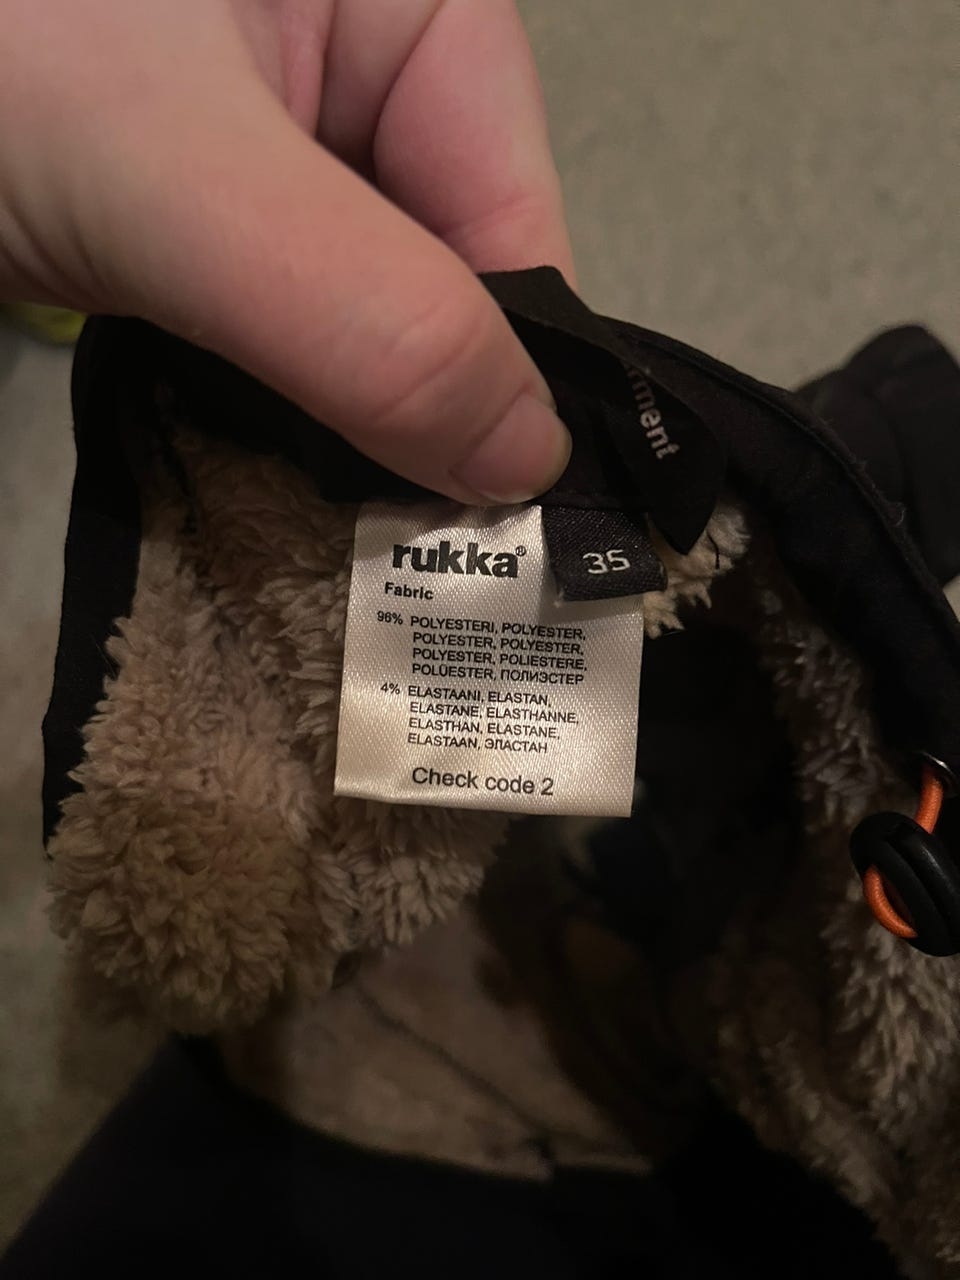 rukka®
35
Fabric
96% POLYESTERI, POLYESTER,
POLYESTER, POLYESTER,
POLYESTER, POLIESTERE,
POLÜESTER, ПОЛИЭСТЕР
4% ELASTAANI, ELASTAN,
ELASTANE, ELASTHANNE,
ELASTHAN, ELASTANE,
ELASTAAN, ЭЛАСТАН
Check code 2